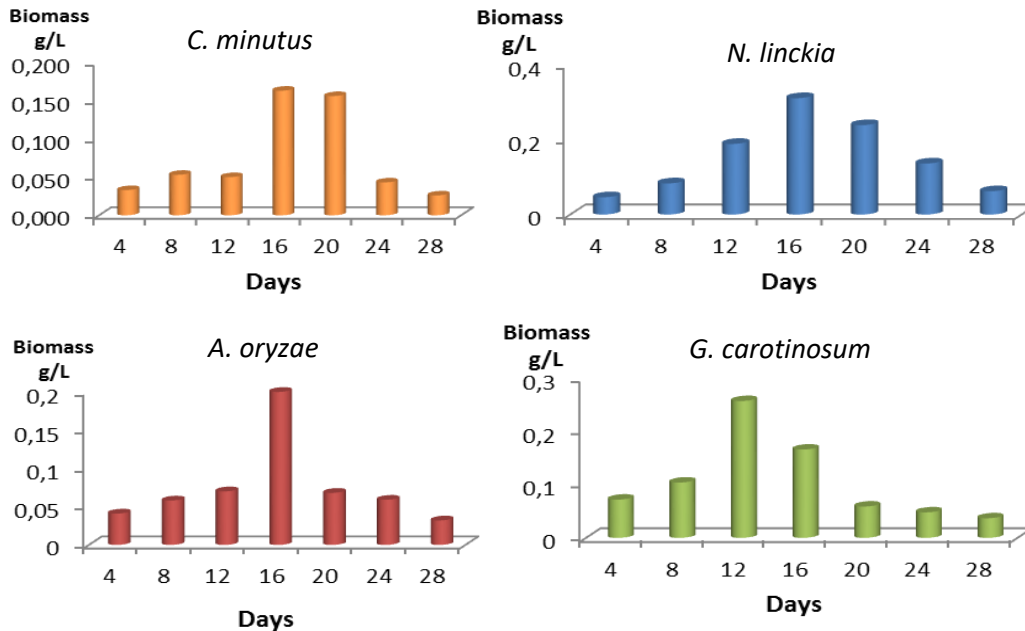 Biomass
g/L
C. minutus
0,200
0,150
0,100
0,050
0,000
4 8 12 16 20 24 28
Days
Biomass
g/L
N. linckia
0,4
0,2
0
4 8 12 16 20 24 28
Days
Biomass
g/L
A. oryzae
0,2
0,15
0,1
0,05
0
4 8 12 16 20 24 28
Days
Biomass
g/L
G. carotinosum
0,3
0,2
0,1
0
4 8 12 16 20 24 28
Days